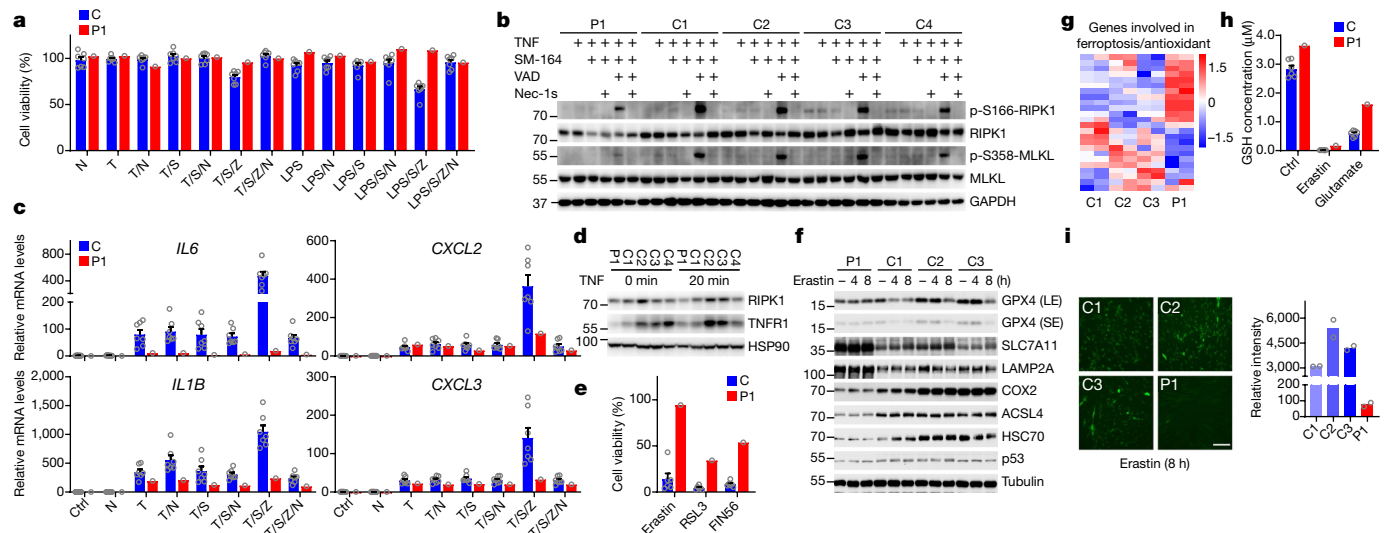 a
C
P1
Cell viability (%)
100
50
0
N
T
T/N
T/S
T/S/N
T/S/Z
T/S/Z/N
LPS
LPS/N
LPS/S
LPS/S/N
LPS/S/Z
LPS/S/Z/N
b
P1 C1 C2 C3 C4
TNF + + + + + + + + + + + + + + + + + + + + + + + + +
SM-164
VAD
Nec-1s
70
p-S166-RIPK1
70
RIPK1
55
p-S358-MLKL
55
MLKL
37
GAPDH
c
C
P1
Relative mRNA levels
IL6
800
600
400
200
100
50
0
CXCL2
600
400
200
0
Relative mRNA levels
IL1B
2,000
1,500
1,000
500
0
Ctrl
N
T
T/N
T/S
T/S/N
T/S/Z
T/S/Z/N
CXCL3
300
200
100
0
Ctrl
N
T
T/N
T/S
T/S/N
T/S/Z
T/S/Z/N
d
P1 C1 C2 C3 C4 P1 C1 C2 C3 C4
TNF 0 min 20 min
70
RIPK1
55
TNFR1
100
HSP90
e
C
P1
Cell viability (%)
100
50
0
Erastin
RSL3
FIN56
f
P1 C1 C2 C3
Erastin – 4 8 – 4 8 – 4 8 – 4 8 (h)
15
GPX4 (LE)
15
GPX4 (SE)
35
SLC7A11
100
LAMP2A
70
COX2
70
ACSL4
70
HSC70
55
p53
55
Tubulin
g
Genes involved in
ferroptosis/antioxidant
1.5
0
−1.5
C1 C2 C3 P1
h
C
P1
GSH concentration (μM)
4.0
3.0
2.0
1.0
0.0
Ctrl
Erastin
Glutamate
i
C1
C2
C3
P1
Erastin (8 h)
Relative intensity
6,000
3,000
200
100
0
C1
C2
C3
P1